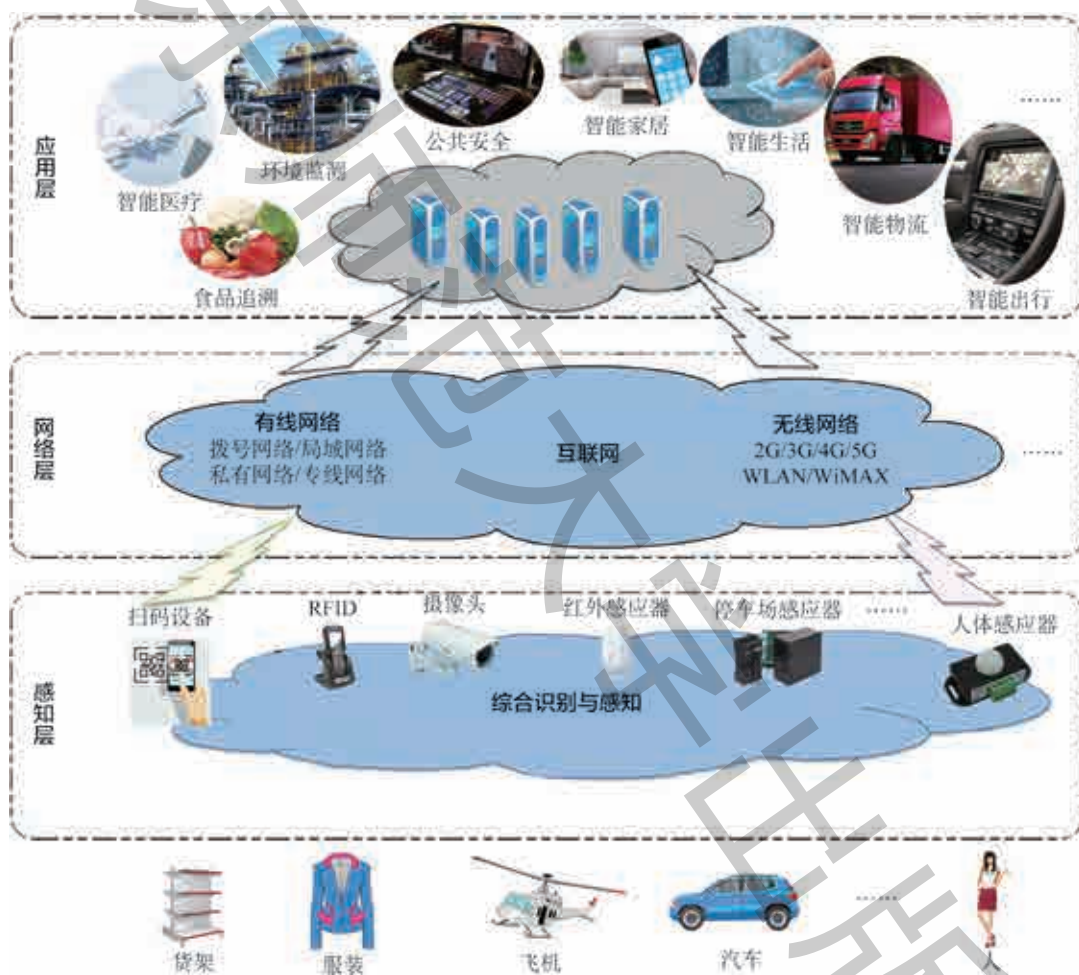 应用层
智能医疗
环境监测
公共安全
智能家居
智能生活
智能物流
智能出行
食品追溯
......
网络层
有线网络
拨号网络/局域网络
私有网络/专线网络
互联网
无线网络
2G/3G/4G/5G
WLAN/WiMAX
......
感知层
扫码设备
RFID
摄像头
红外感应器
停车场感应器
......
人体感应器
综合识别与感知
货架
服装
飞机
汽车
......
人